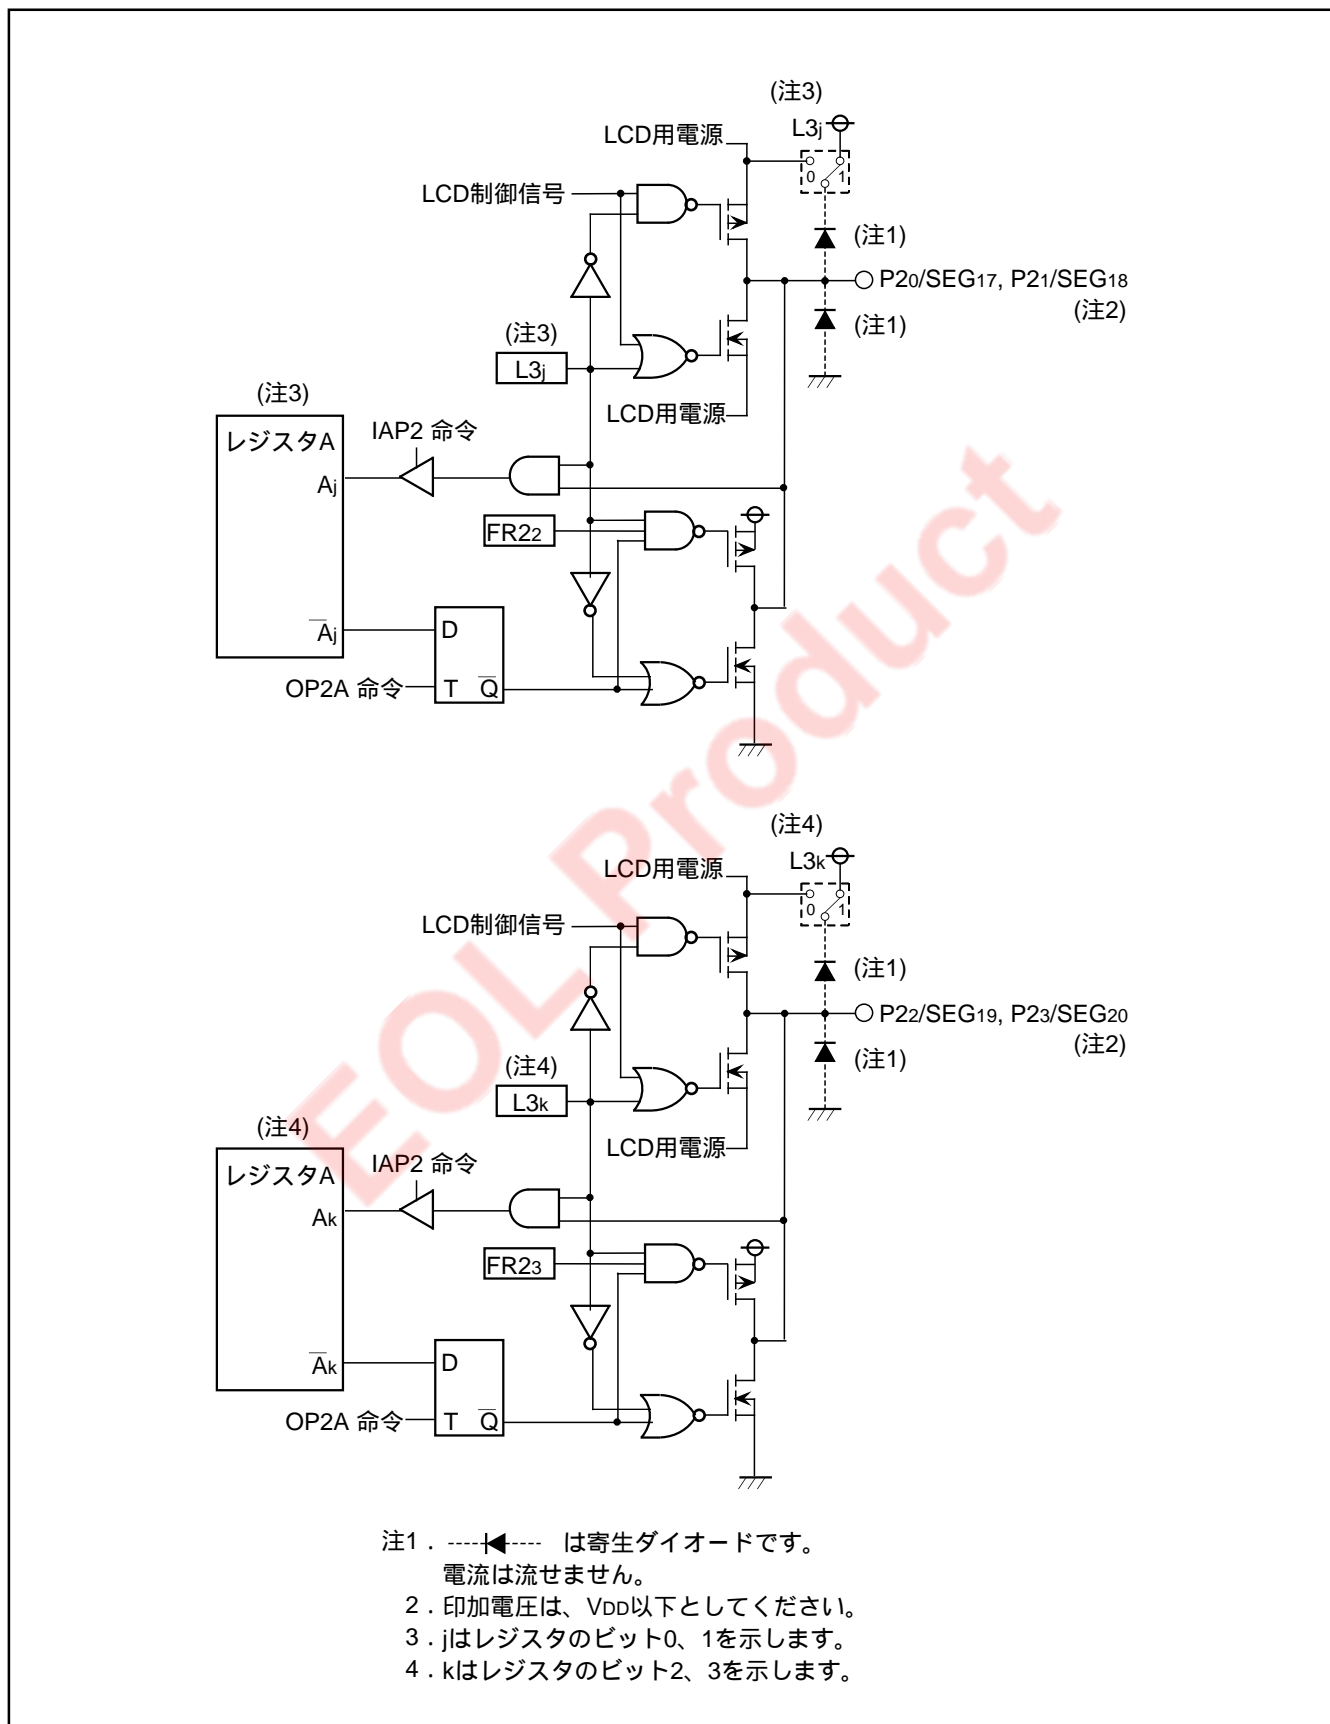 (注3)
L3j
LCD用電源
0 1
LCD制御信号
(注1)
P20/SEG17, P21/SEG18
(注2)
(注1)
(注3)
L3j
LCD用電源
(注3)
レジスタA
IAP2 命令
Aj
FR22
Aj
D
OP2A 命令
T Q
(注4)
L3k
LCD用電源
0 1
LCD制御信号
(注1)
P22/SEG19, P23/SEG20
(注2)
(注1)
(注4)
L3k
LCD用電源
(注4)
レジスタA
IAP2 命令
Ak
FR23
Ak
D
OP2A 命令
T Q
EOL Product
注1. は寄生ダイオードです。
電流は流せません。
2. 印加電圧は、VDD以下としてください。
3. jはレジスタのビット0、1を示します。
4. kはレジスタのビット2、3を示します。